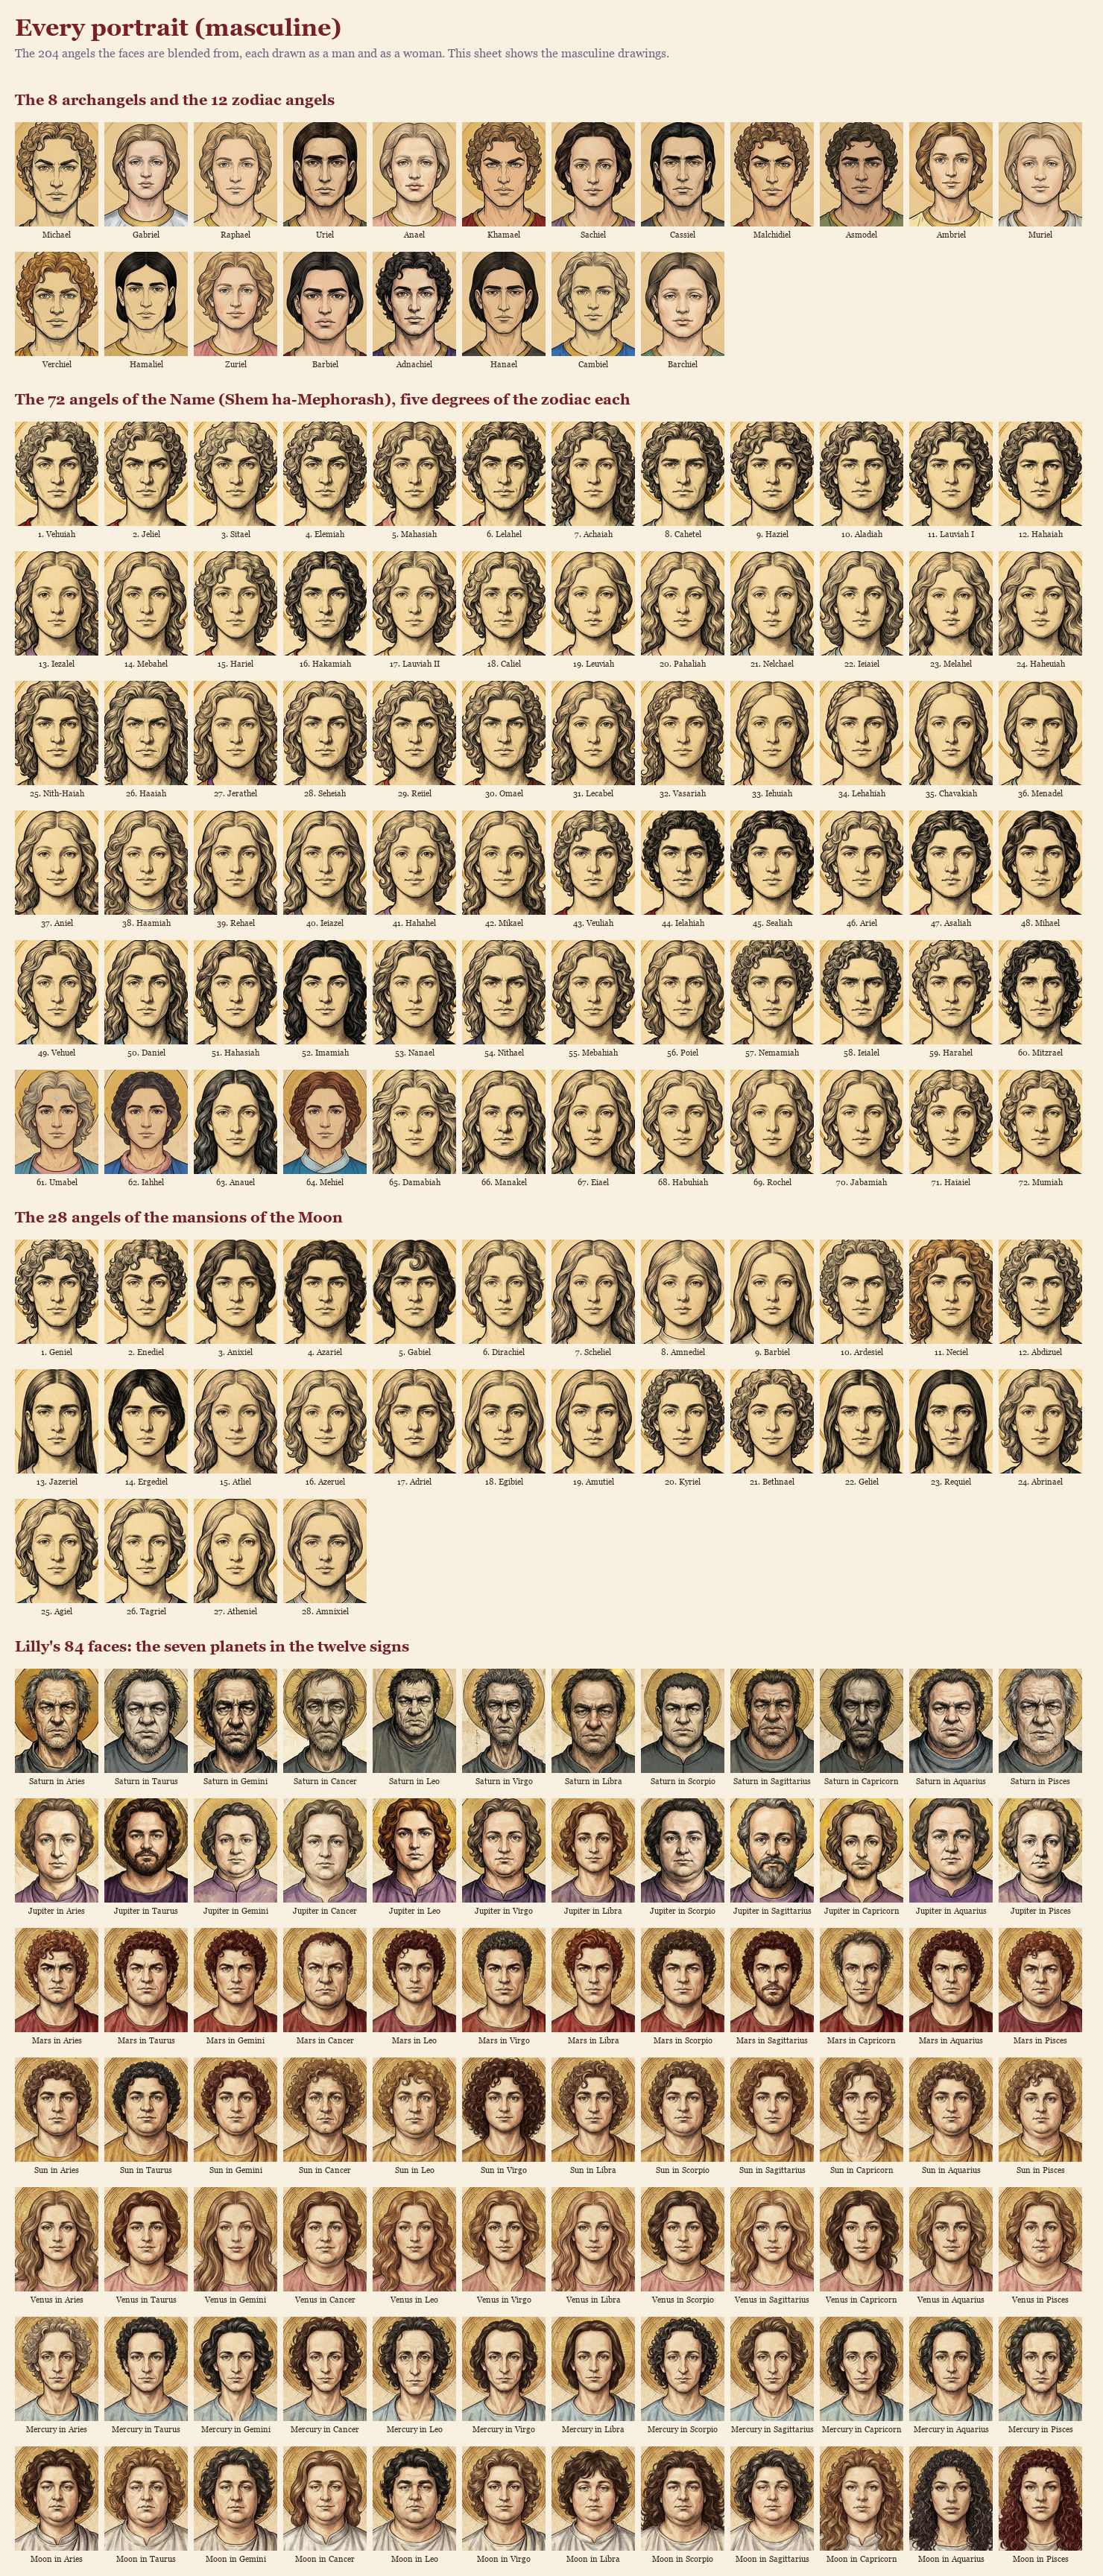 Every portrait (masculine)
The 204 angels the faces are blended from, each drawn as a man and as a woman. This sheet shows the masculine drawings.
The 8 archangels and the 12 zodiac angels
Michael Gabriel Raphael Uriel Anael Khamael Sachiel Cassiel Malchidiel Asmodel Ambriel Muriel
Verchiel Hamaliel Zuriel Barbiel Adnachiel Hanael Cambiel Barchiel
The 72 angels of the Name (Shem ha-Mephorash), five degrees of the zodiac each
1. Vehuiah 2. Jeliel 3. Sitael 4. Elemiah 5. Mahasiah 6. Lelahel 7. Achaiah 8. Cahetel 9. Haziel 10. Aladiah 11. Lauviah I 12. Hahaiah
13. Iezalel 14. Mebahel 15. Hariel 16. Hakamiah 17. Lauviah II 18. Caliel 19. Leuviah 20. Pahaliah 21. Nelchael 22. Ieiaiel 23. Melahel 24. Haheuiah
25. Nith-Haiah 26. Haaiah 27. Jerathel 28. Seheiah 29. Reiiel 30. Omael 31. Lecabel 32. Vasariah 33. Iehuiah 34. Lehahiah 35. Chavakiah 36. Menadel
37. Aniel 38. Haamiah 39. Rehael 40. Ieiazel 41. Hahahel 42. Mikael 43. Veuliah 44. Ielahiah 45. Sealiah 46. Ariel 47. Asaliah 48. Mihael
49. Vehuel 50. Daniel 51. Hahasiah 52. Imamiah 53. Nanael 54. Nithael 55. Mebahiah 56. Poiel 57. Nemamiah 58. Ieialel 59. Harahel 60. Mitzrael
61. Umabel 62. Iahhel 63. Anauel 64. Mehiel 65. Damabiah 66. Manakel 67. Eiael 68. Habuhiah 69. Rochel 70. Jabamiah 71. Haiaiel 72. Mumiah
The 28 angels of the mansions of the Moon
1. Geniel 2. Enediel 3. Anixiel 4. Azariel 5. Gabiel 6. Dirachiel 7. Scheliel 8. Amnediel 9. Barbiel 10. Ardesiel 11. Neciel 12. Abdizuel
13. Jazeriel 14. Ergediel 15. Atliel 16. Azeruel 17. Adriel 18. Egibiel 19. Amutiel 20. Kyriel 21. Bethnael 22. Geliel 23. Requiel 24. Abrinael
25. Agiel 26. Tagriel 27. Atheniel 28. Amnixiel
Lilly's 84 faces: the seven planets in the twelve signs
Saturn in Aries Saturn in Taurus Saturn in Gemini Saturn in Cancer Saturn in Leo Saturn in Virgo Saturn in Libra Saturn in Scorpio Saturn in Sagittarius Saturn in Capricorn Saturn in Aquarius Saturn in Pisces
Jupiter in Aries Jupiter in Taurus Jupiter in Gemini Jupiter in Cancer Jupiter in Leo Jupiter in Virgo Jupiter in Libra Jupiter in Scorpio Jupiter in Sagittarius Jupiter in Capricorn Jupiter in Aquarius Jupiter in Pisces
Mars in Aries Mars in Taurus Mars in Gemini Mars in Cancer Mars in Leo Mars in Virgo Mars in Libra Mars in Scorpio Mars in Sagittarius Mars in Capricorn Mars in Aquarius Mars in Pisces
Sun in Aries Sun in Taurus Sun in Gemini Sun in Cancer Sun in Leo Sun in Virgo Sun in Libra Sun in Scorpio Sun in Sagittarius Sun in Capricorn Sun in Aquarius Sun in Pisces
Venus in Aries Venus in Taurus Venus in Gemini Venus in Cancer Venus in Leo Venus in Virgo Venus in Libra Venus in Scorpio Venus in Sagittarius Venus in Capricorn Venus in Aquarius Venus in Pisces
Mercury in Aries Mercury in Taurus Mercury in Gemini Mercury in Cancer Mercury in Leo Mercury in Virgo Mercury in Libra Mercury in Scorpio Mercury in Sagittarius Mercury in Capricorn Mercury in Aquarius Mercury in Pisces
Moon in Aries Moon in Taurus Moon in Gemini Moon in Cancer Moon in Leo Moon in Virgo Moon in Libra Moon in Scorpio Moon in Sagittarius Moon in Capricorn Moon in Aquarius Moon in Pisces